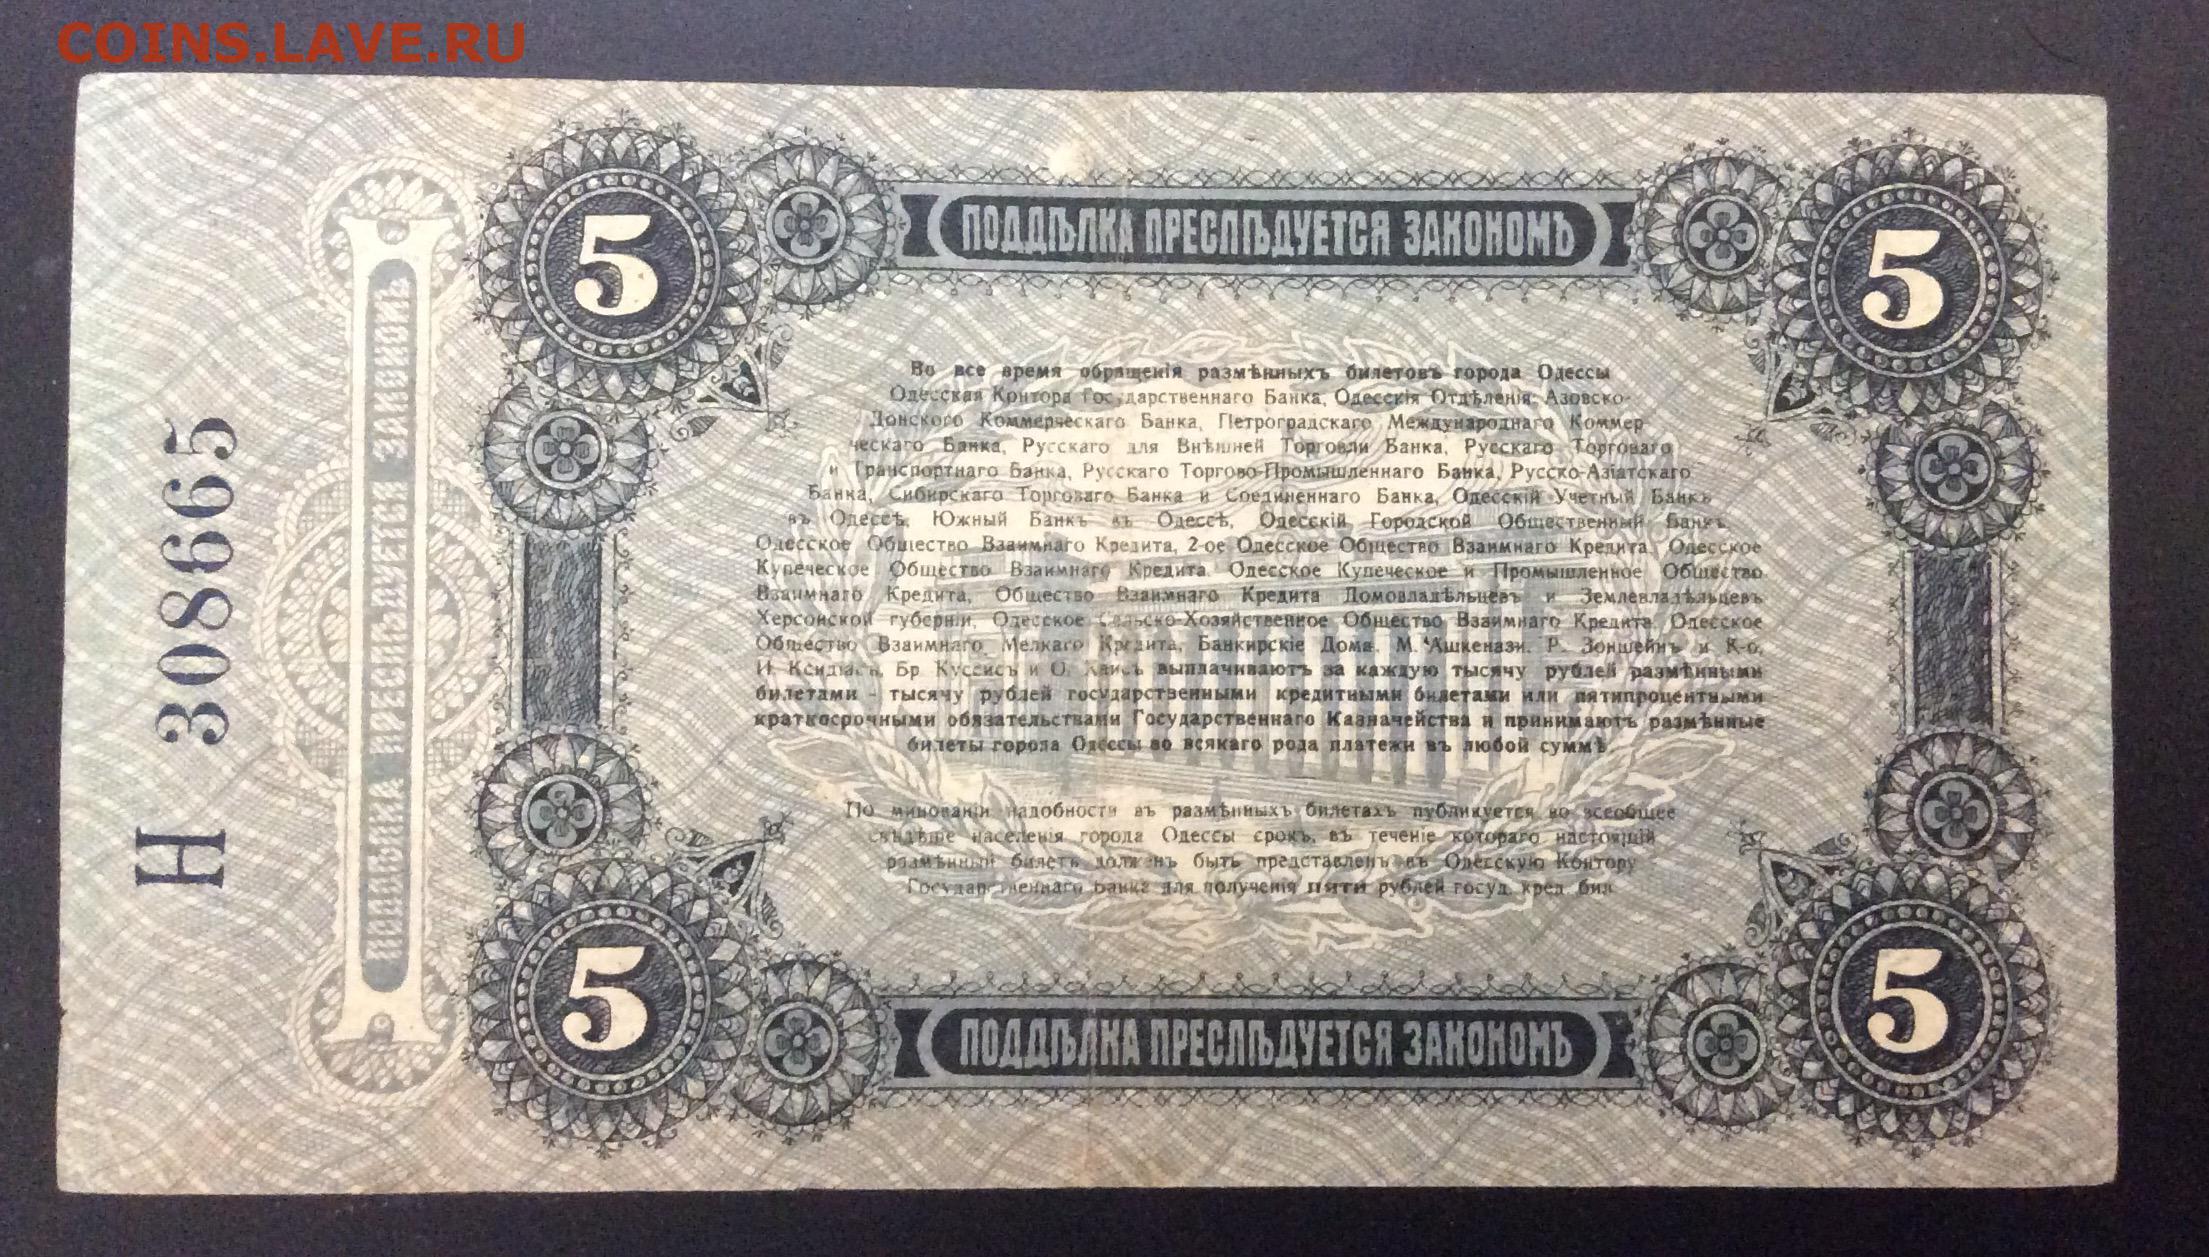 COINS.LAVE.RU
Н 308665
ПОДДѢЛКА ПРЕСЛѢДУЕТСЯ ЗАКОНОМЪ
5
5
ПОДДѢЛКА ПРЕСЛѢДУЕТСЯ ЗАКОНОМЪ
Во все время обращенія размѣнныхъ билетовъ города Одессы
Одесская Контора Государственнаго Банка, Одесскія Отдѣленія: Азовско-
Донского Коммерческаго Банка, Петроградскаго Международнаго Коммер
ческаго Банка, Русскаго для Внѣшней Торговли Банка, Русскаго Торговаго
и Транспортнаго Банка, Русскаго Торгово-Промышленнаго Банка, Русско-Азіатскаго
Банка, Сибирскаго Торговаго Банка и Соединеннаго Банка, Одесскій Учетный Банкъ
въ Одессѣ, Южный Банкъ въ Одессѣ, Одесскій Городской Общественный Банкъ,
Одесское Общество Взаимнаго Кредита, 2-ое Одесское Общество Взаимнаго Кредита, Одесское
Купеческое Общество Взаимнаго Кредита, Одесское Купеческое и Промышленное Общество
Взаимнаго Кредита, Общество Взаимнаго Кредита Домовладѣльцевъ и Землевладѣльцевъ
Херсонской губерніи, Одесское Сельско-Хозяйственное Общество Взаимнаго Кредита, Одесское
Общество Взаимнаго Мелкаго Кредита, Банкирскіе Дома: М. Ашкенази, Р. Зонштейнъ и К-о,
И. Бр. и О. Хаисъ выплачиваютъ за каждую тысячу рублей размѣнными
билетами - тысячу рублей государственными кредитными билетами или пятипроцентными
краткосрочными обязательствами Государственнаго Казначейства и принимаютъ размѣнные
билеты города Одессы во всякаго рода платежи въ любой суммѣ
По минованіи надобности въ размѣнныхъ билетахъ публикуется во всеобщее
свѣдѣніе населенія города Одессы срокъ, въ теченіе котораго настоящій
размѣнный билетъ долженъ быть представленъ въ Одесскую Контору
Государственнаго Банка для полученія пяти рублей госуд. кред. бил.
5
5
ПОДДѢЛКА ПРЕСЛѢДУЕТСЯ ЗАКОНОМЪ